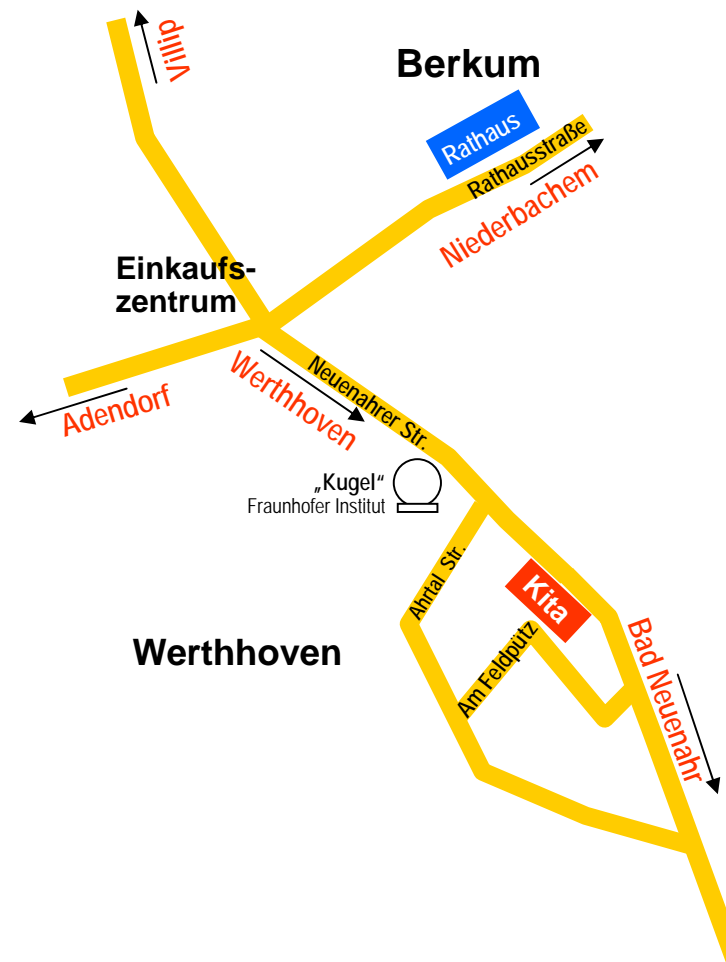 Villip
Berkum
Rathaus
Rathausstraße
Niederbachem
Einkaufs-
zentrum
Adendorf
Werthhoven
Neuenahrer Str.
„Kugel“
Fraunhofer Institut
Ahrtal Str.
Kita
Am Feldpütz
Bad Neuenahr
Werthhoven